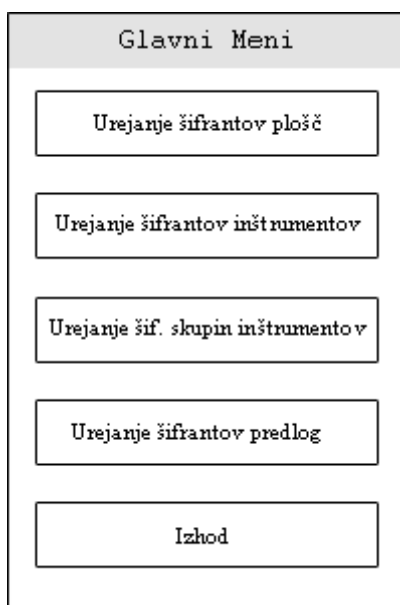 Glavni Meni
Urejanje šifrantov plošč
Urejanje šifrantov inštrumentov
Urejanje šif. skupin inštrumentov
Urejanje šifrantov predlog
Izhod